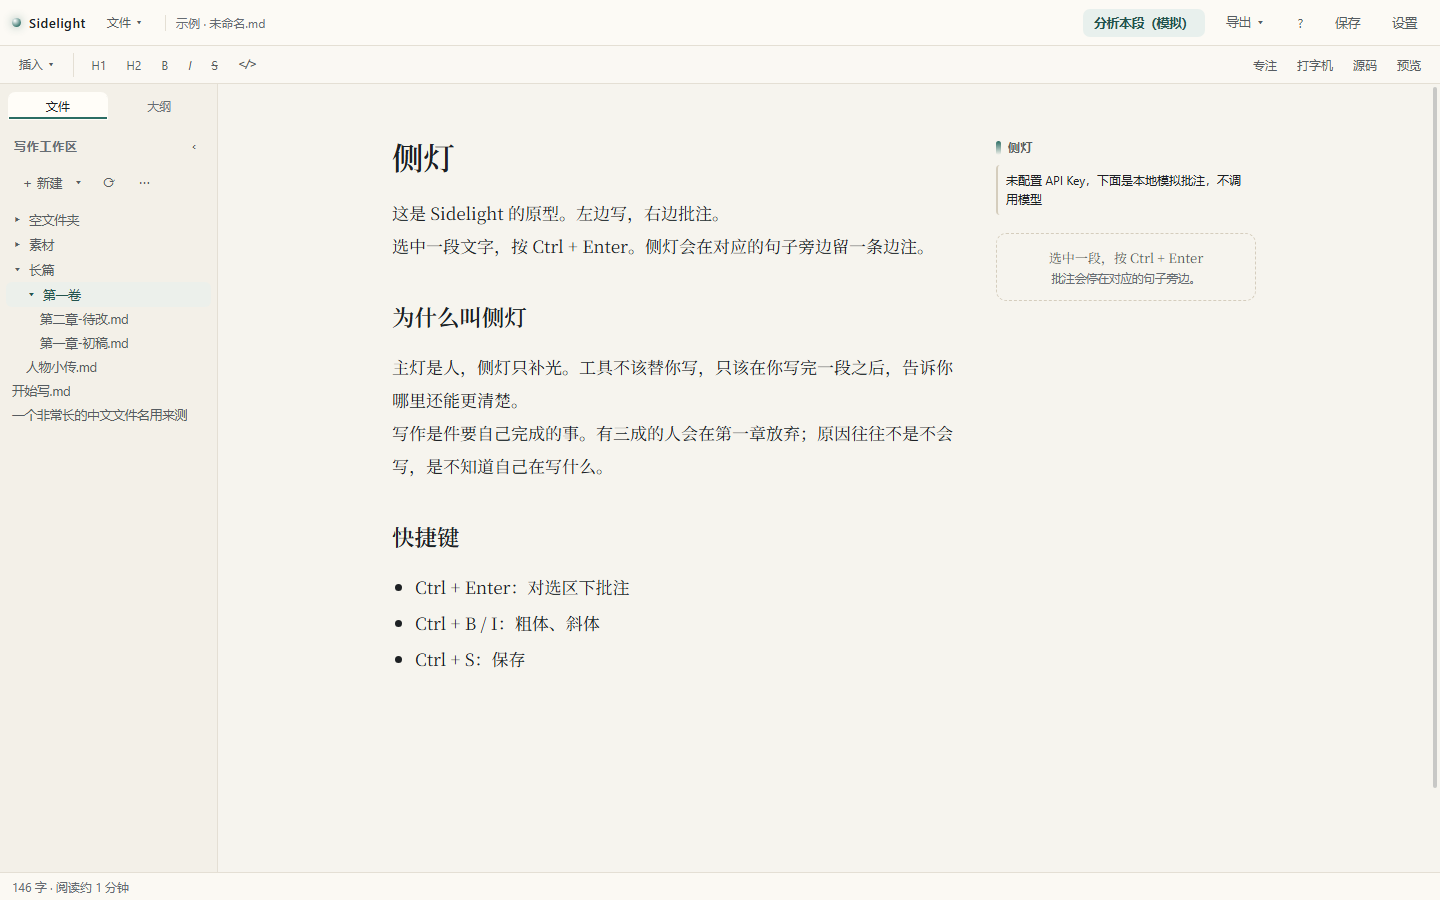 Sidelight 文件 示例 · 未命名.md 分析本段（模拟） 导出 ? 保存 设置
插入 H1 H2 B I S </> 专注 打字机 源码 预览
文件 大纲
写作工作区
+ 新建 ...
空文件夹
素材
长篇
第一卷
第二章-待改.md
第一章-初稿.md
人物小传.md
开始写.md
一个非常长的中文文件名用来测
侧灯
这是 Sidelight 的原型。左边写，右边批注。
选中一段文字，按 Ctrl + Enter。侧灯会在对应的句子旁边留一条边注。
为什么叫侧灯
主灯是人，侧灯只补光。工具不该替你写，只该在你写完一段之后，告诉你
哪里还能更清楚。
写作是件要自己完成的事。有三成的人会在第一章放弃；原因往往不是不会
写，是不知道自己在写什么。
快捷键
• Ctrl + Enter：对选区下批注
• Ctrl + B / I：粗体、斜体
• Ctrl + S：保存
侧灯
未配置 API Key，下面是本地模拟批注，不调
用模型
选中一段，按 Ctrl + Enter
批注会停在对应的句子旁边。
146 字 · 阅读约 1 分钟